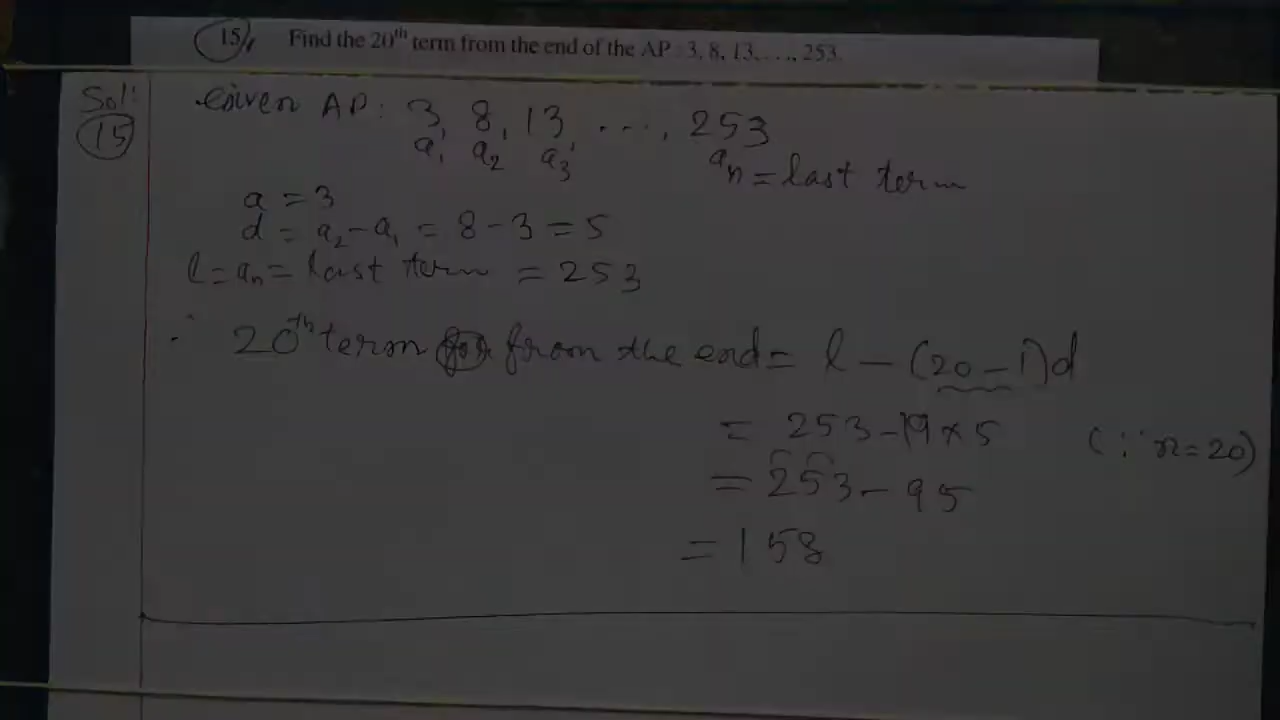 15, Find the 20th term from the end of the AP : 3, 8, 13, . . ., 253.
Sol: Given AP: 3, 8, 13, ...., 253
15 a1 a2 a3 an = last term
a = 3
d = a2 - a1 = 8 - 3 = 5
l = an = last term = 253
∴ 20th term from the end = l - (20 - 1)d
= 253 - 19 × 5 (∵ n = 20)
= 253 - 95
= 158